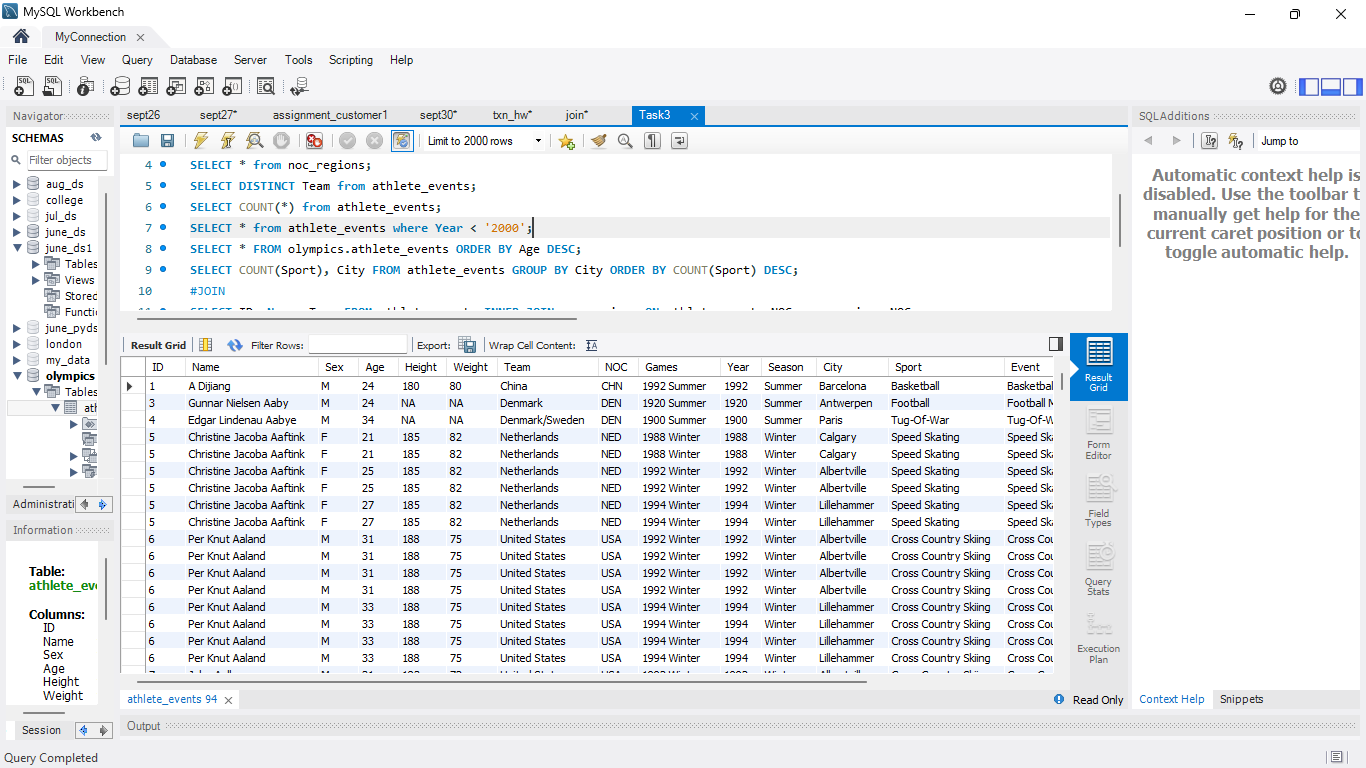 MySQL Workbench
MyConnection
File Edit View Query Database Server Tools Scripting Help
Navigator
SCHEMAS
Filter objects
aug_ds
college
jul_ds
june_ds
june_ds1
Tables
Views
Stored
Functi
june_pyds
london
my_data
olympics
Tables
ath
Administrati
Information
Table:
athlete_eve
Columns:
ID
Name
Sex
Age
Height
Weight
Session
Query Completed
sept26 sept27* assignment_customer1 sept30* txn_hw* join* Task3
Limit to 2000 rows
4 SELECT * from noc_regions;
5 SELECT DISTINCT Team from athlete_events;
6 SELECT COUNT(*) from athlete_events;
7 SELECT * from athlete_events where Year < '2000';
8 SELECT * FROM olympics.athlete_events ORDER BY Age DESC;
9 SELECT COUNT(Sport), City FROM athlete_events GROUP BY City ORDER BY COUNT(Sport) DESC;
10 #JOIN
Result Grid Filter Rows: Export: Wrap Cell Content:
ID Name Sex Age Height Weight Team NOC Games Year Season City Sport Event
1 A Dijiang M 24 180 80 China CHN 1992 Summer 1992 Summer Barcelona Basketball Basketbal
3 Gunnar Nielsen Aaby M 24 NA NA Denmark DEN 1920 Summer 1920 Summer Antwerpen Football Football M
4 Edgar Lindenau Aabye M 34 NA NA Denmark/Sweden DEN 1900 Summer 1900 Summer Paris Tug-Of-War Tug-Of-W
5 Christine Jacoba Aaftink F 21 185 82 Netherlands NED 1988 Winter 1988 Winter Calgary Speed Skating Speed Ska
5 Christine Jacoba Aaftink F 21 185 82 Netherlands NED 1988 Winter 1988 Winter Calgary Speed Skating Speed Ska
5 Christine Jacoba Aaftink F 25 185 82 Netherlands NED 1992 Winter 1992 Winter Albertville Speed Skating Speed Ska
5 Christine Jacoba Aaftink F 25 185 82 Netherlands NED 1992 Winter 1992 Winter Albertville Speed Skating Speed Ska
5 Christine Jacoba Aaftink F 27 185 82 Netherlands NED 1994 Winter 1994 Winter Lillehammer Speed Skating Speed Ska
5 Christine Jacoba Aaftink F 27 185 82 Netherlands NED 1994 Winter 1994 Winter Lillehammer Speed Skating Speed Ska
6 Per Knut Aaland M 31 188 75 United States USA 1992 Winter 1992 Winter Albertville Cross Country Skiing Cross Cou
6 Per Knut Aaland M 31 188 75 United States USA 1992 Winter 1992 Winter Albertville Cross Country Skiing Cross Cou
6 Per Knut Aaland M 31 188 75 United States USA 1992 Winter 1992 Winter Albertville Cross Country Skiing Cross Cou
6 Per Knut Aaland M 31 188 75 United States USA 1992 Winter 1992 Winter Albertville Cross Country Skiing Cross Cou
6 Per Knut Aaland M 33 188 75 United States USA 1994 Winter 1994 Winter Lillehammer Cross Country Skiing Cross Cou
6 Per Knut Aaland M 33 188 75 United States USA 1994 Winter 1994 Winter Lillehammer Cross Country Skiing Cross Cou
6 Per Knut Aaland M 33 188 75 United States USA 1994 Winter 1994 Winter Lillehammer Cross Country Skiing Cross Cou
6 Per Knut Aaland M 33 188 75 United States USA 1994 Winter 1994 Winter Lillehammer Cross Country Skiing Cross Cou
athlete_events 94
Read Only
Output
Result
Grid
Form
Editor
Field
Types
Query
Stats
Execution
Plan
SQLAdditions
Jump to
Automatic context help is
disabled. Use the toolbar t
manually get help for the
current caret position or to
toggle automatic help.
Context Help Snippets